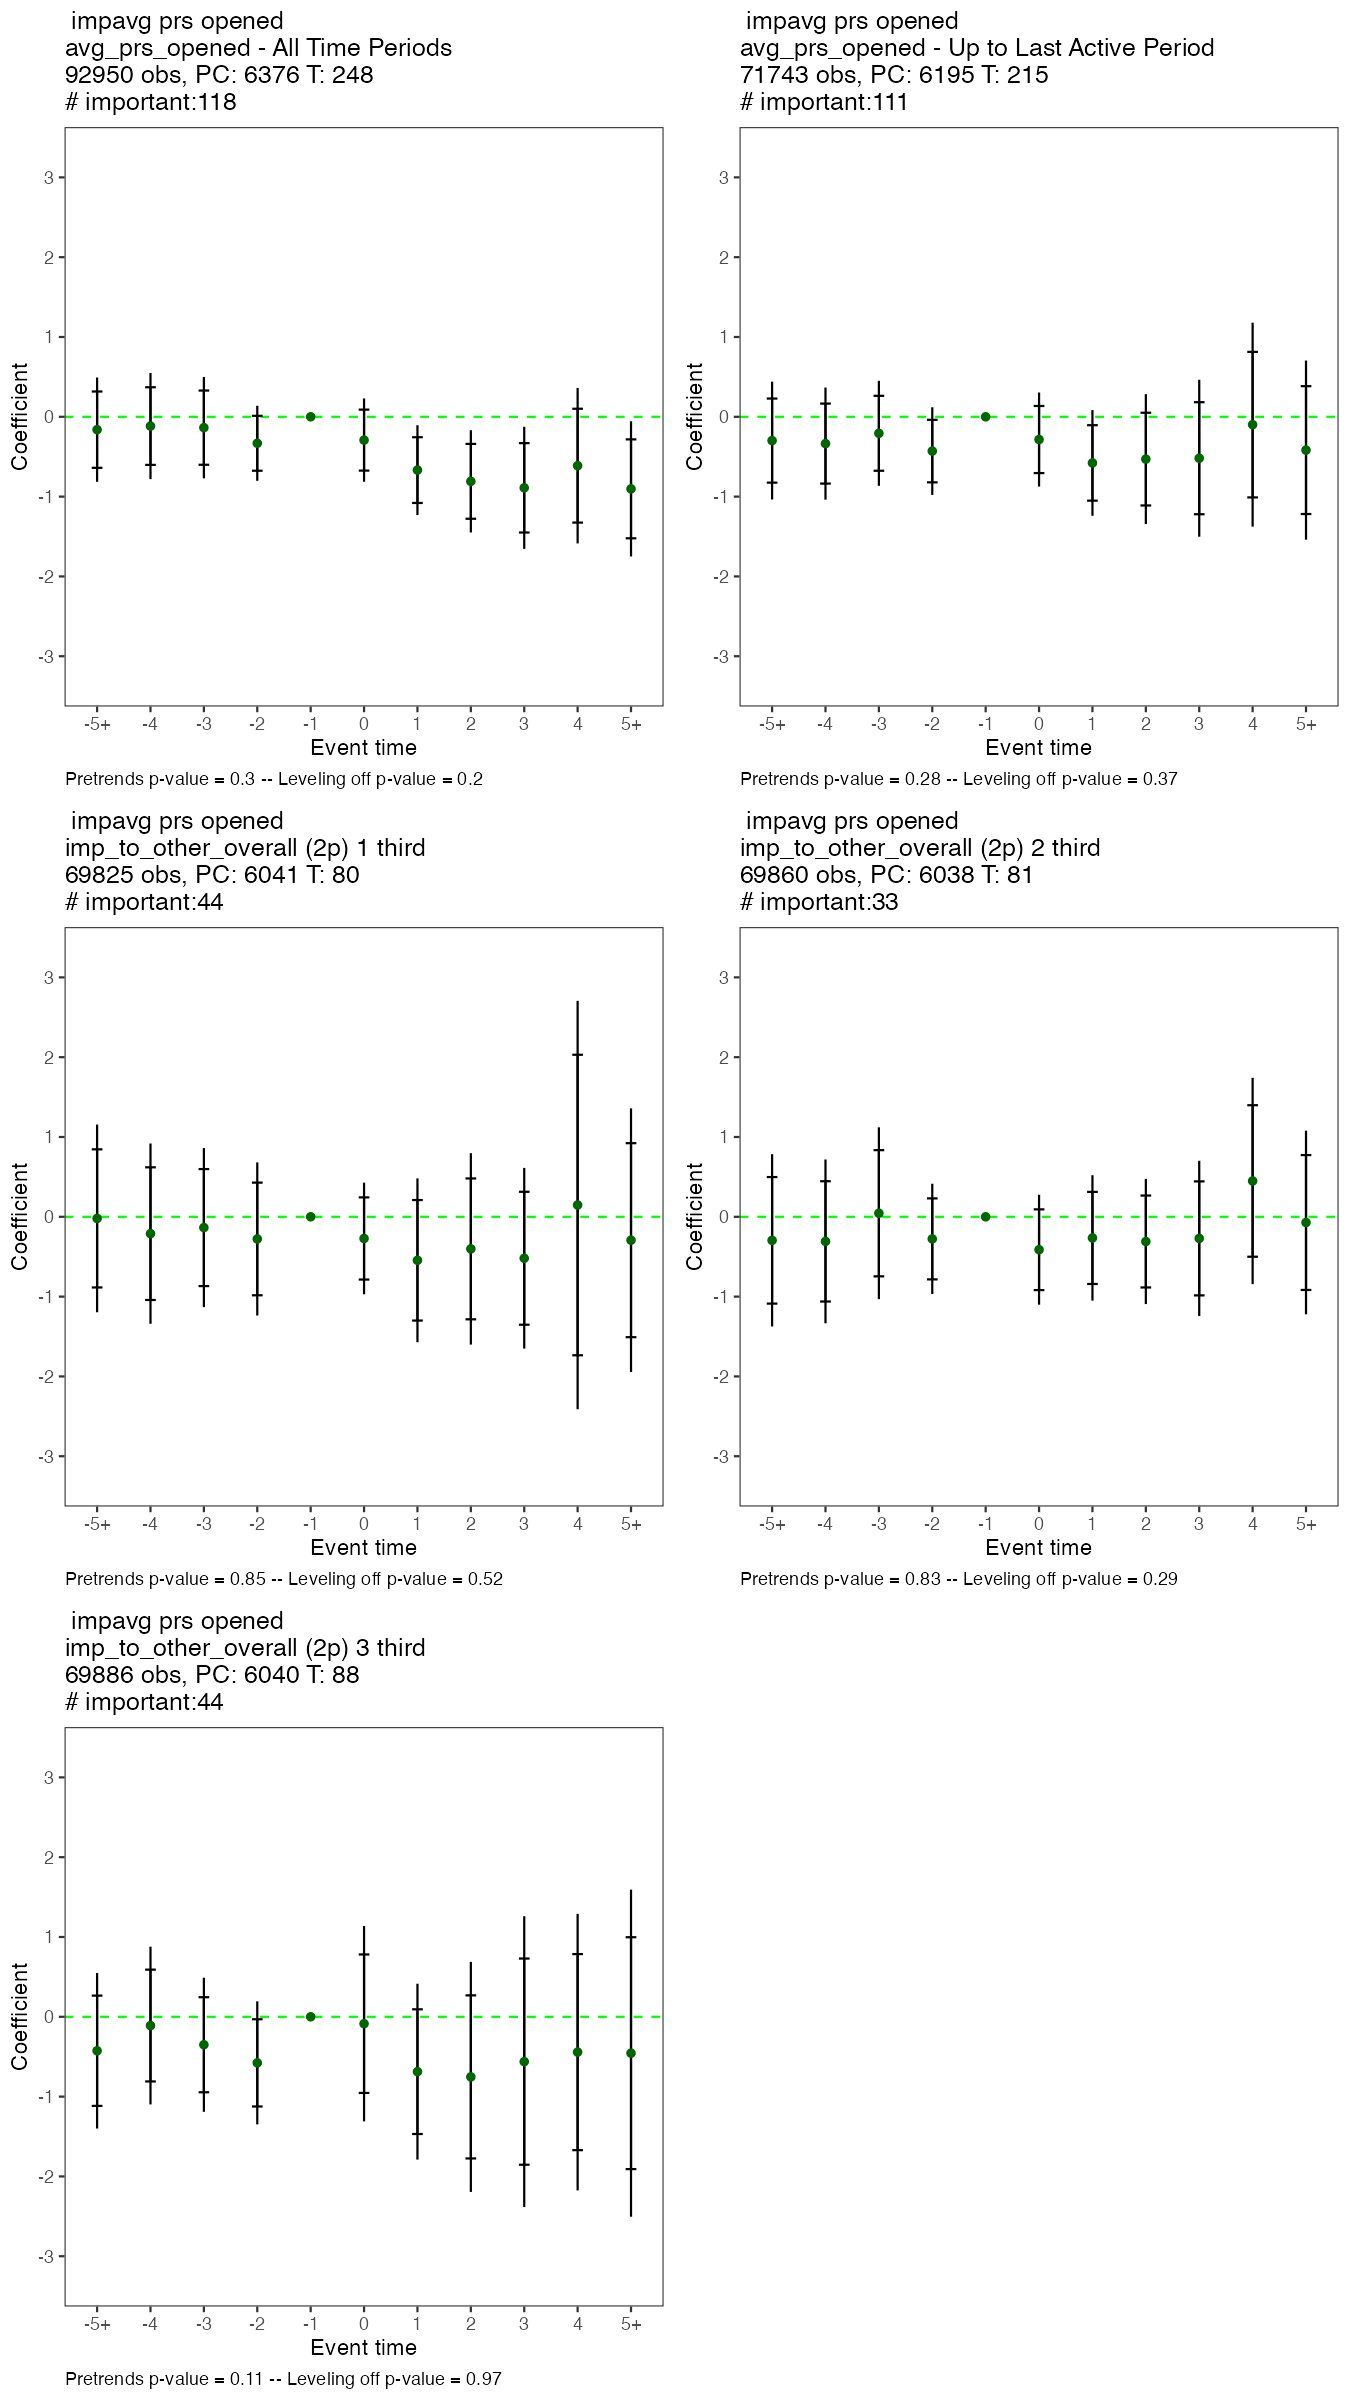 impavg prs opened
avg_prs_opened - All Time Periods
92950 obs, PC: 6376 T: 248
# important:118
3
2
1
0
-1
-2
-3
Coefficient
-5+ -4 -3 -2 -1 0 1 2 3 4 5+
Event time
Pretrends p-value = 0.3 -- Leveling off p-value = 0.2
impavg prs opened
avg_prs_opened - Up to Last Active Period
71743 obs, PC: 6195 T: 215
# important:111
3
2
1
0
-1
-2
-3
Coefficient
-5+ -4 -3 -2 -1 0 1 2 3 4 5+
Event time
Pretrends p-value = 0.28 -- Leveling off p-value = 0.37
impavg prs opened
imp_to_other_overall (2p) 1 third
69825 obs, PC: 6041 T: 80
# important:44
3
2
1
0
-1
-2
-3
Coefficient
-5+ -4 -3 -2 -1 0 1 2 3 4 5+
Event time
Pretrends p-value = 0.85 -- Leveling off p-value = 0.52
impavg prs opened
imp_to_other_overall (2p) 2 third
69860 obs, PC: 6038 T: 81
# important:33
3
2
1
0
-1
-2
-3
Coefficient
-5+ -4 -3 -2 -1 0 1 2 3 4 5+
Event time
Pretrends p-value = 0.83 -- Leveling off p-value = 0.29
impavg prs opened
imp_to_other_overall (2p) 3 third
69886 obs, PC: 6040 T: 88
# important:44
3
2
1
0
-1
-2
-3
Coefficient
-5+ -4 -3 -2 -1 0 1 2 3 4 5+
Event time
Pretrends p-value = 0.11 -- Leveling off p-value = 0.97